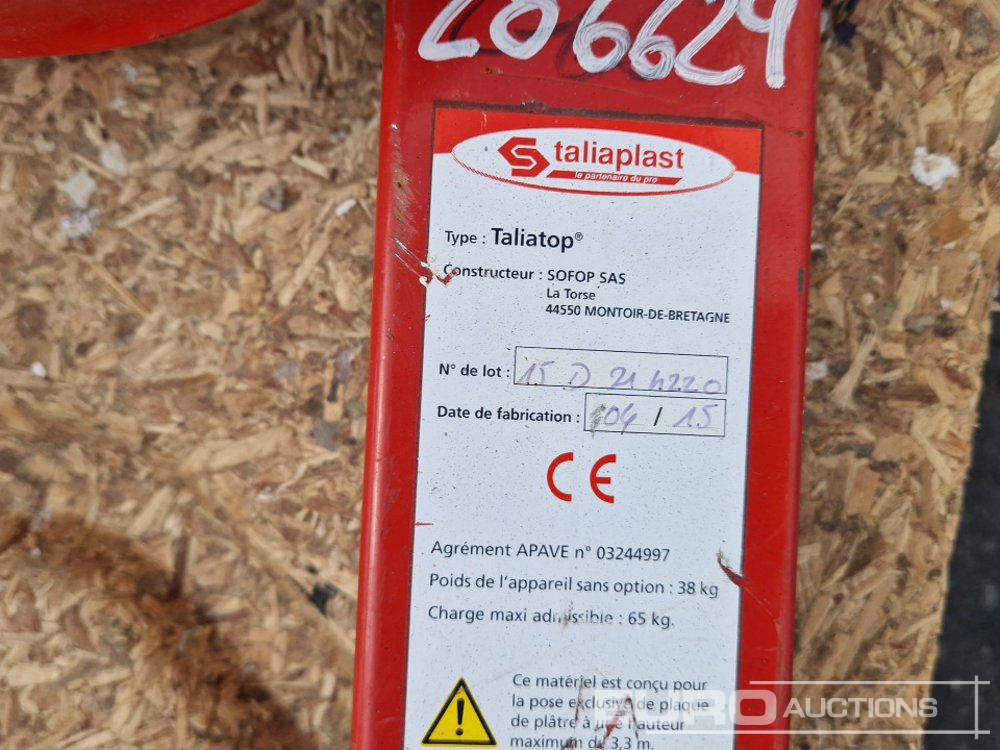 206629
taliaplast
le partenaire du pro
Type : Taliatop®
Constructeur : SOFOP SAS
La Torse
44550 MONTOIR-DE-BRETAGNE
N° de lot : 15 D 21 4220
Date de fabrication : 04 / 15
CE
Agrément APAVE n° 03244997
Poids de l'appareil sans option : 38 kg
Charge maxi admissible : 65 kg.
Ce matériel est conçu pour
la pose exclusive de plaque
de plâtre à une hauteur
maximum de 3,3 m.
EURO AUCTIONS